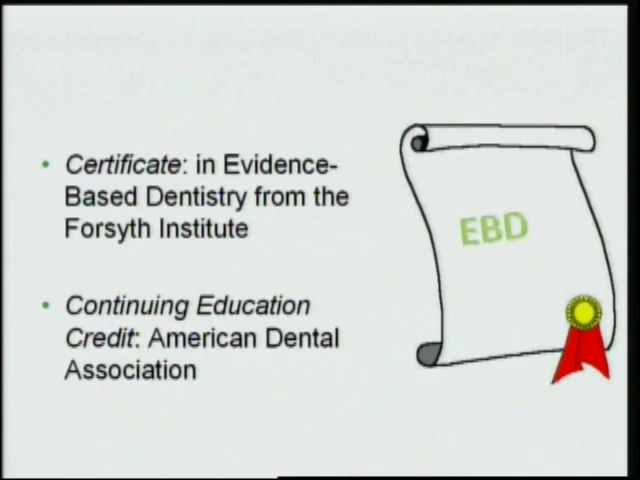 • Certificate: in Evidence-
Based Dentistry from the
Forsyth Institute
• Continuing Education
Credit: American Dental
Association
EBD